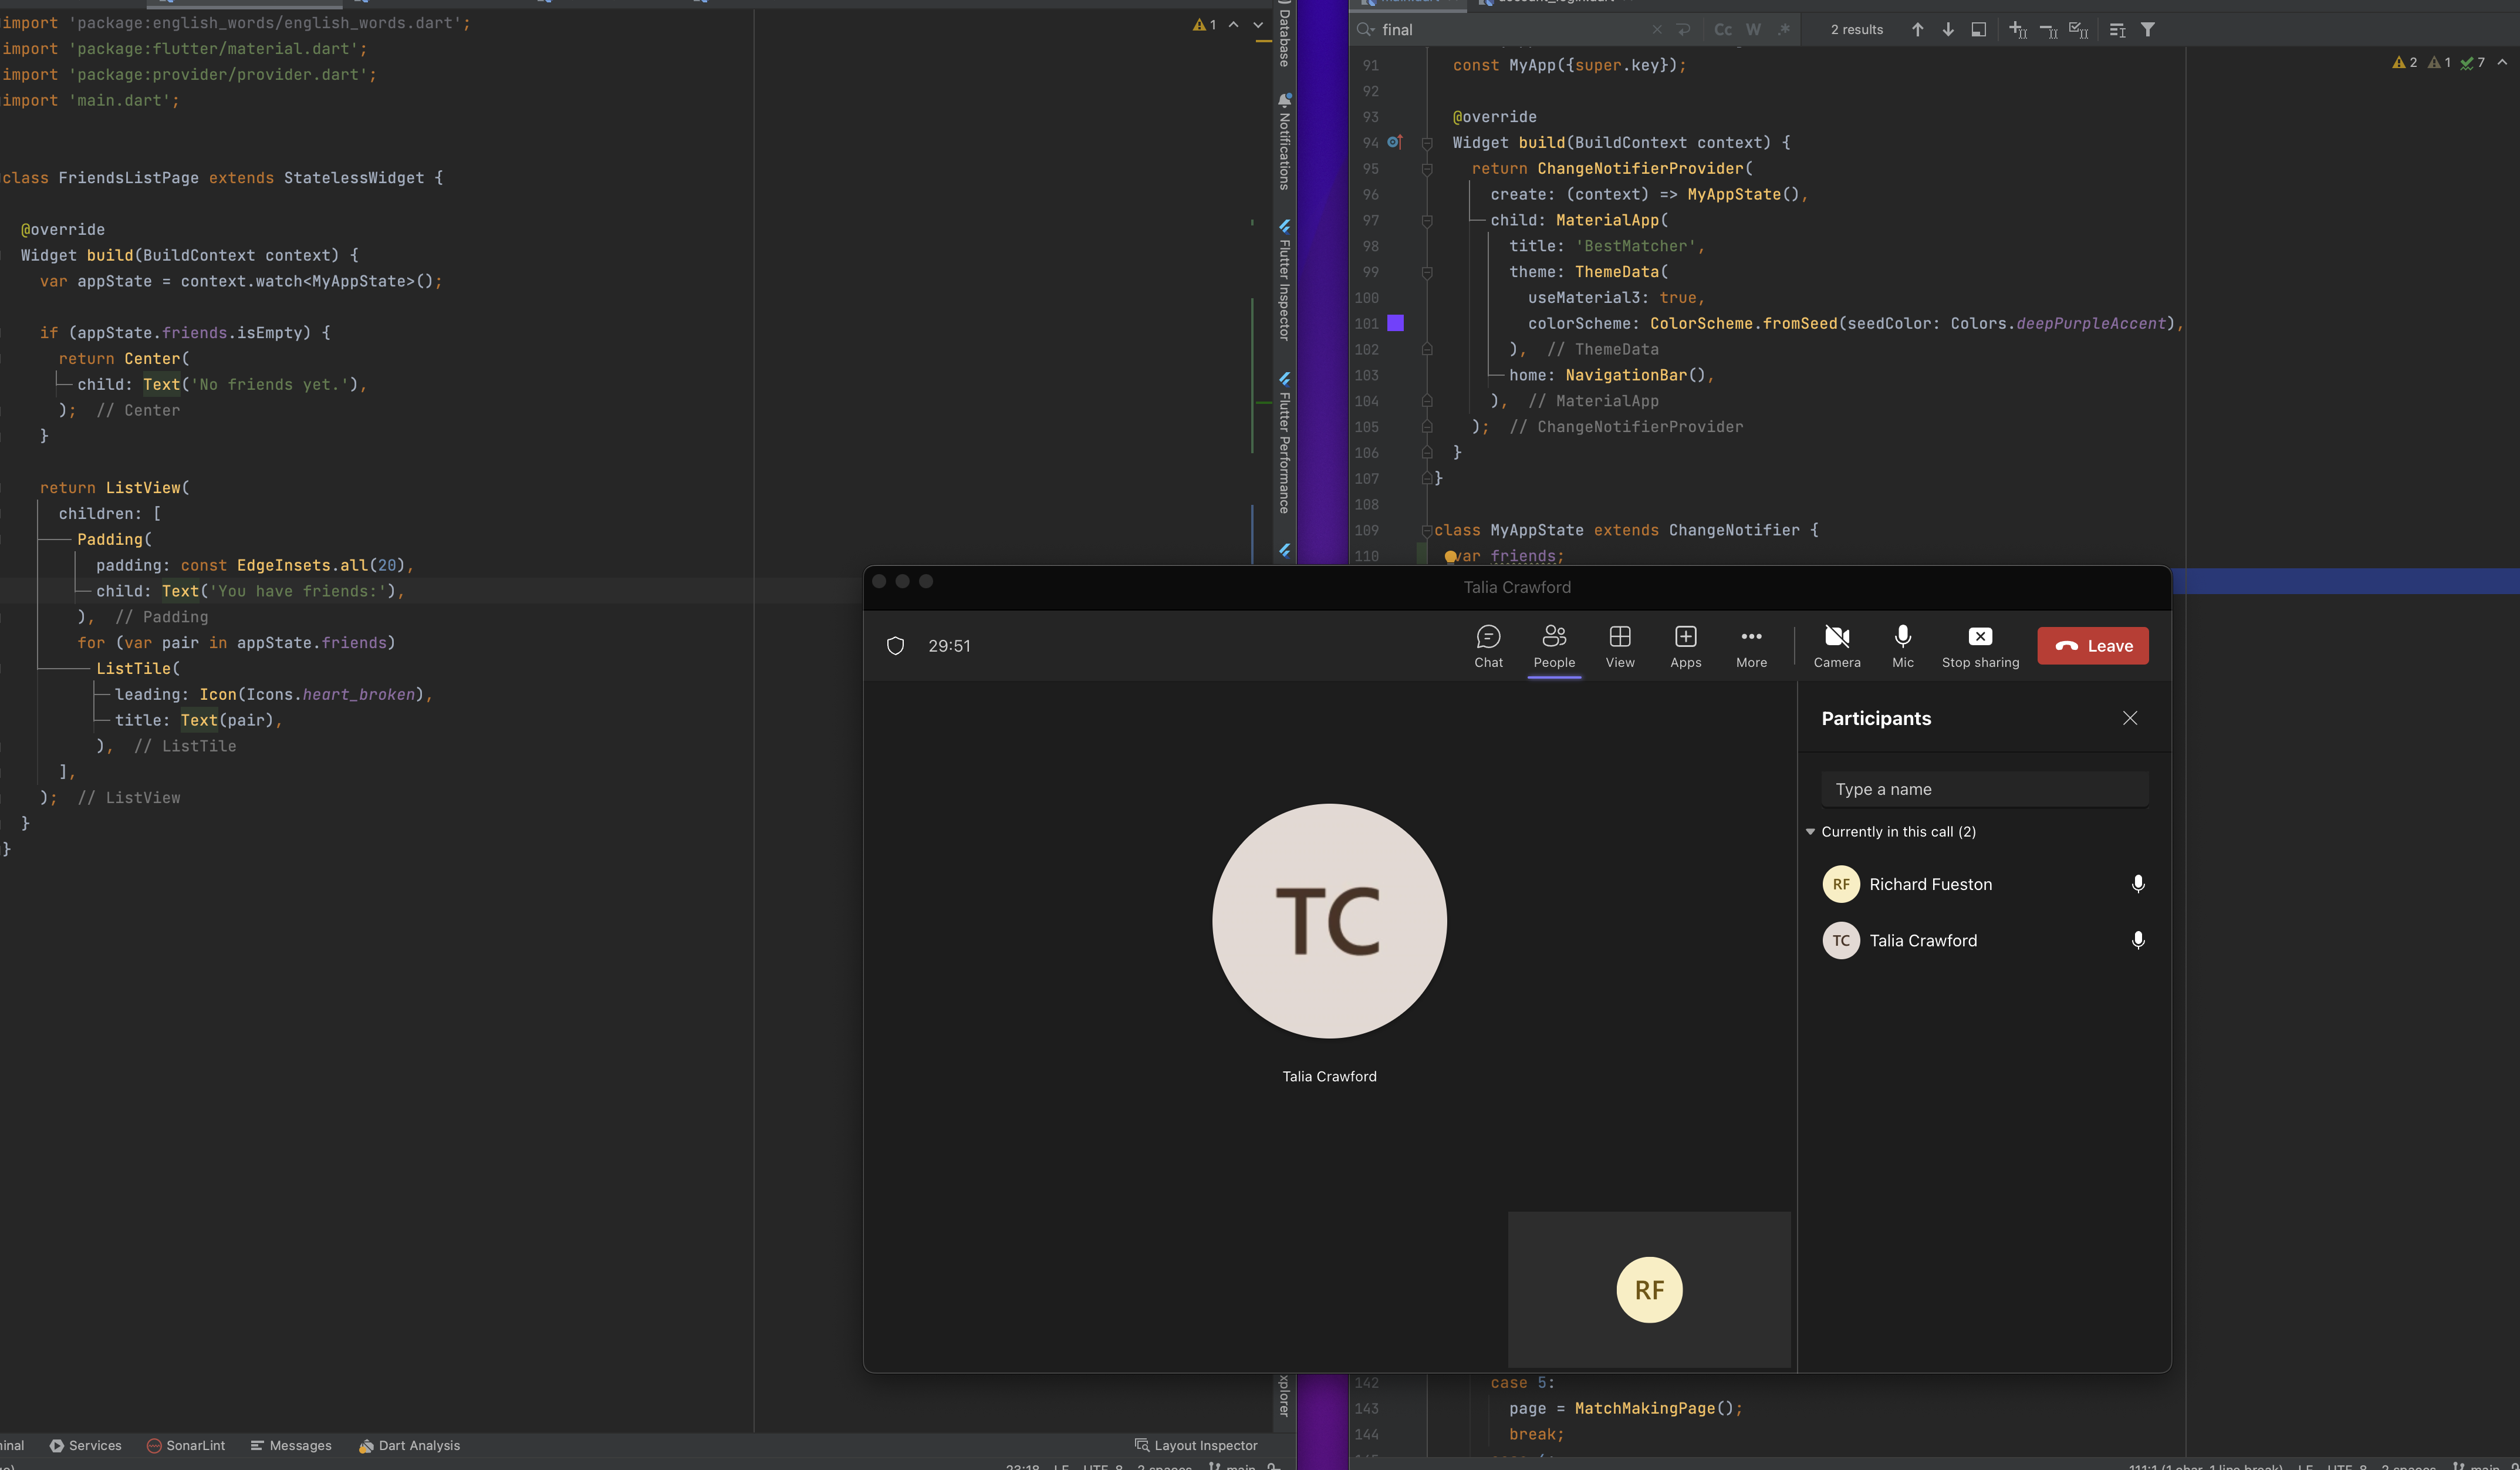 import 'package:english_words/english_words.dart';
import 'package:flutter/material.dart';
import 'package:provider/provider.dart';
import 'main.dart';
class FriendsListPage extends StatelessWidget {
@override
Widget build(BuildContext context) {
var appState = context.watch<MyAppState>();
if (appState.friends.isEmpty) {
return Center(
child: Text('No friends yet.'),
); // Center
}
return ListView(
children: [
Padding(
padding: const EdgeInsets.all(20),
child: Text('You have friends:'),
), // Padding
for (var pair in appState.friends)
ListTile(
leading: Icon(Icons.heart_broken),
title: Text(pair),
), // ListTile
],
); // ListView
}
}
1
Database
Notifications
Flutter Inspector
Flutter Performance
Services
SonarLint
Messages
Dart Analysis
Layout Inspector
final
Cc
W
.*
2 results
2 1 7
91 const MyApp({super.key});
92
93 @override
94 Widget build(BuildContext context) {
95 return ChangeNotifierProvider(
96 create: (context) => MyAppState(),
97 child: MaterialApp(
98 title: 'BestMatcher',
99 theme: ThemeData(
100 useMaterial3: true,
101 colorScheme: ColorScheme.fromSeed(seedColor: Colors.deepPurpleAccent),
102 ), // ThemeData
103 home: NavigationBar(),
104 ), // MaterialApp
105 ); // ChangeNotifierProvider
106 }
107 }
108
109 class MyAppState extends ChangeNotifier {
110 var friends;
Talia Crawford
29:51
Chat
People
View
Apps
More
Camera
Mic
Stop sharing
Leave
Participants
Type a name
Currently in this call (2)
RF Richard Fueston
TC Talia Crawford
TC
Talia Crawford
RF
142 case 5:
143 page = MatchMakingPage();
144 break;